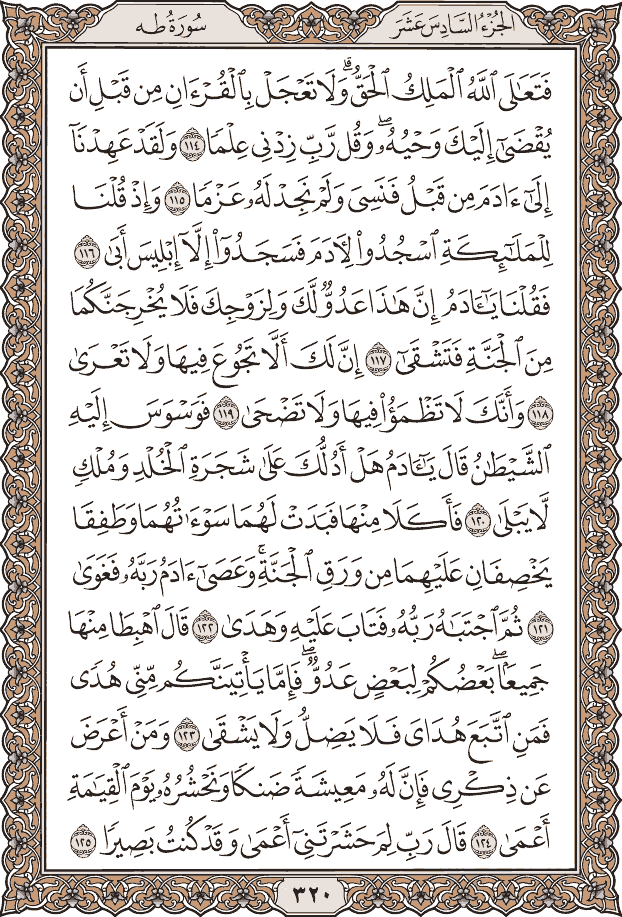 الجُزْءُ السَّادِسَ عَشَرَ
سُورَةُ طه
فَتَعَٰلَى ٱللَّهُ ٱلْمَلِكُ ٱلْحَقُّۗ وَلَا تَعْجَلْ بِٱلْقُرْءَانِ مِن قَبْلِ أَن
يُقْضَىٰٓ إِلَيْكَ وَحْيُهُۥۖ وَقُل رَّبِّ زِدْنِى عِلْمًا ١١٤ وَلَقَدْ عَهِدْنَآ
إِلَىٰٓ ءَادَمَ مِن قَبْلُ فَنَسِىَ وَلَمْ نَجِدْ لَهُۥ عَزْمًا ١١٥ وَإِذْ قُلْنَا
لِلْمَلَٰٓئِكَةِ ٱسْجُدُوا۟ لِءَادَمَ فَسَجَدُوٓا۟ إِلَّآ إِبْلِيسَ أَبَىٰ ١١٦
فَقُلْنَا يَٰٓـَٔادَمُ إِنَّ هَٰذَا عَدُوٌّ لَّكَ وَلِزَوْجِكَ فَلَا يُخْرِجَنَّكُمَا
مِنَ ٱلْجَنَّةِ فَتَشْقَىٰٓ ١١٧ إِنَّ لَكَ أَلَّا تَجُوعَ فِيهَا وَلَا تَعْرَىٰ
١١٨ وَأَنَّكَ لَا تَظْمَؤُا۟ فِيهَا وَلَا تَضْحَىٰ ١١٩ فَوَسْوَسَ إِلَيْهِ
ٱلشَّيْطَٰنُ قَالَ يَٰٓـَٔادَمُ هَلْ أَدُلُّكَ عَلَىٰ شَجَرَةِ ٱلْخُلْدِ وَمُلْكٍ
لَّا يَبْلَىٰ ١٢٠ فَأَكَلَا مِنْهَا فَبَدَتْ لَهُمَا سَوْءَٰتُهُمَا وَطَفِقَا
يَخْصِفَانِ عَلَيْهِمَا مِن وَرَقِ ٱلْجَنَّةِۚ وَعَصَىٰٓ ءَادَمُ رَبَّهُۥ فَغَوَىٰ
١٢١ ثُمَّ ٱجْتَبَٰهُ رَبُّهُۥ فَتَابَ عَلَيْهِ وَهَدَىٰ ١٢٢ قَالَ ٱهْبِطَا مِنْهَا
جَمِيعًۢاۖ بَعْضُكُمْ لِبَعْضٍ عَدُوٌّۖ فَإِمَّا يَأْتِيَنَّكُم مِّنِّى هُدًى
فَمَنِ ٱتَّبَعَ هُدَاىَ فَلَا يَضِلُّ وَلَا يَشْقَىٰ ١٢٣ وَمَنْ أَعْرَضَ
عَن ذِكْرِى فَإِنَّ لَهُۥ مَعِيشَةً ضَنكًا وَنَحْشُرُهُۥ يَوْمَ ٱلْقِيَٰمَةِ
أَعْمَىٰ ١٢٤ قَالَ رَبِّ لِمَ حَشَرْتَنِىٓ أَعْمَىٰ وَقَدْ كُنتُ بَصِيرًا ١٢٥
٣٢٠